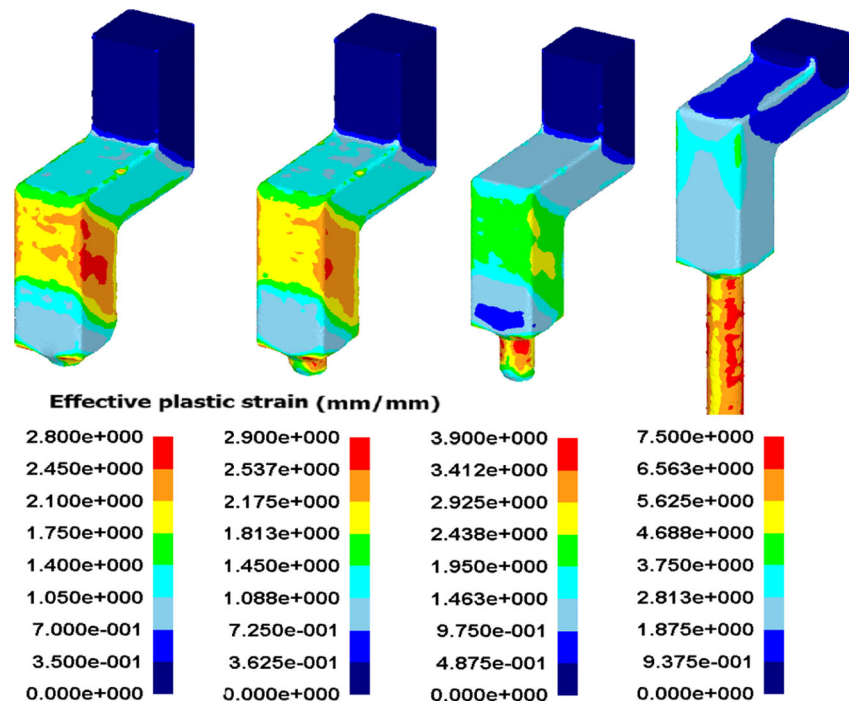 Effective plastic strain (mm/mm)
2.800e+000 2.900e+000 3.900e+000 7.500e+000
2.450e+000 2.537e+000 3.412e+000 6.563e+000
2.100e+000 2.175e+000 2.925e+000 5.625e+000
1.750e+000 1.813e+000 2.438e+000 4.688e+000
1.400e+000 1.450e+000 1.950e+000 3.750e+000
1.050e+000 1.088e+000 1.463e+000 2.813e+000
7.000e-001 7.250e-001 9.750e-001 1.875e+000
3.500e-001 3.625e-001 4.875e-001 9.375e-001
0.000e+000 0.000e+000 0.000e+000 0.000e+000